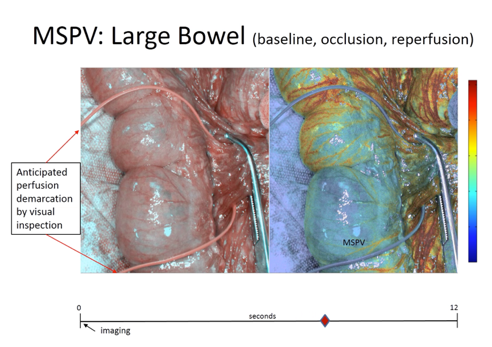 MSPV: Large Bowel (baseline, occlusion, reperfusion)
Anticipated
perfusion
demarcation
by visual
inspection
MSPV
0
seconds
12
imaging